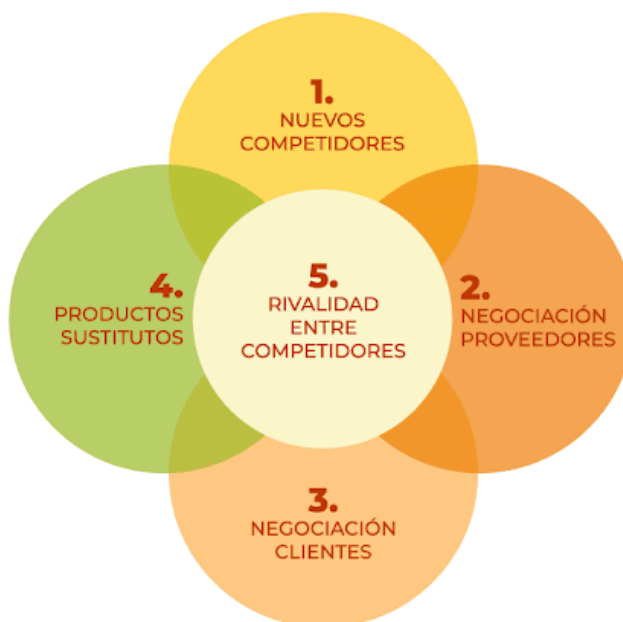 1.
NUEVOS
COMPETIDORES
2.
NEGOCIACIÓN
PROVEEDORES
3.
NEGOCIACIÓN
CLIENTES
4.
PRODUCTOS
SUSTITUTOS
5.
RIVALIDAD
ENTRE
COMPETIDORES